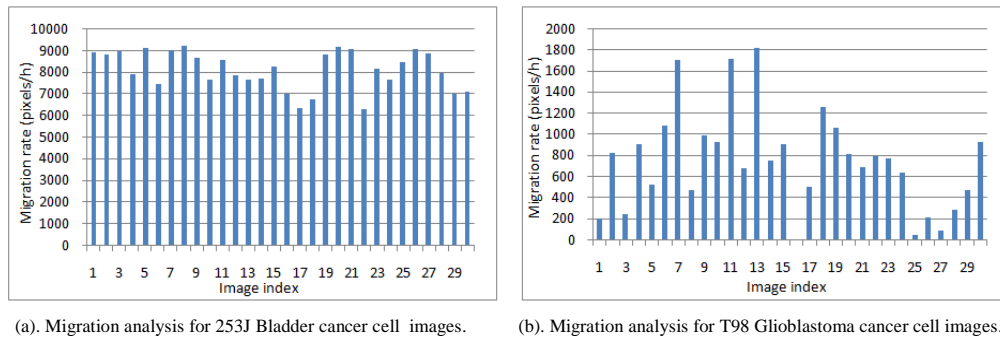 10000
9000
8000
7000
6000
5000
4000
3000
2000
1000
0
Migration rate (pixels/h)
1 3 5 7 9 11 13 15 17 19 21 23 25 27 29
Image index
(a). Migration analysis for 253J Bladder cancer cell images.
2000
1800
1600
1400
1200
1000
800
600
400
200
0
Migration rate (pixels/h)
1 3 5 7 9 11 13 15 17 19 21 23 25 27 29
Image index
(b). Migration analysis for T98 Glioblastoma cancer cell images.